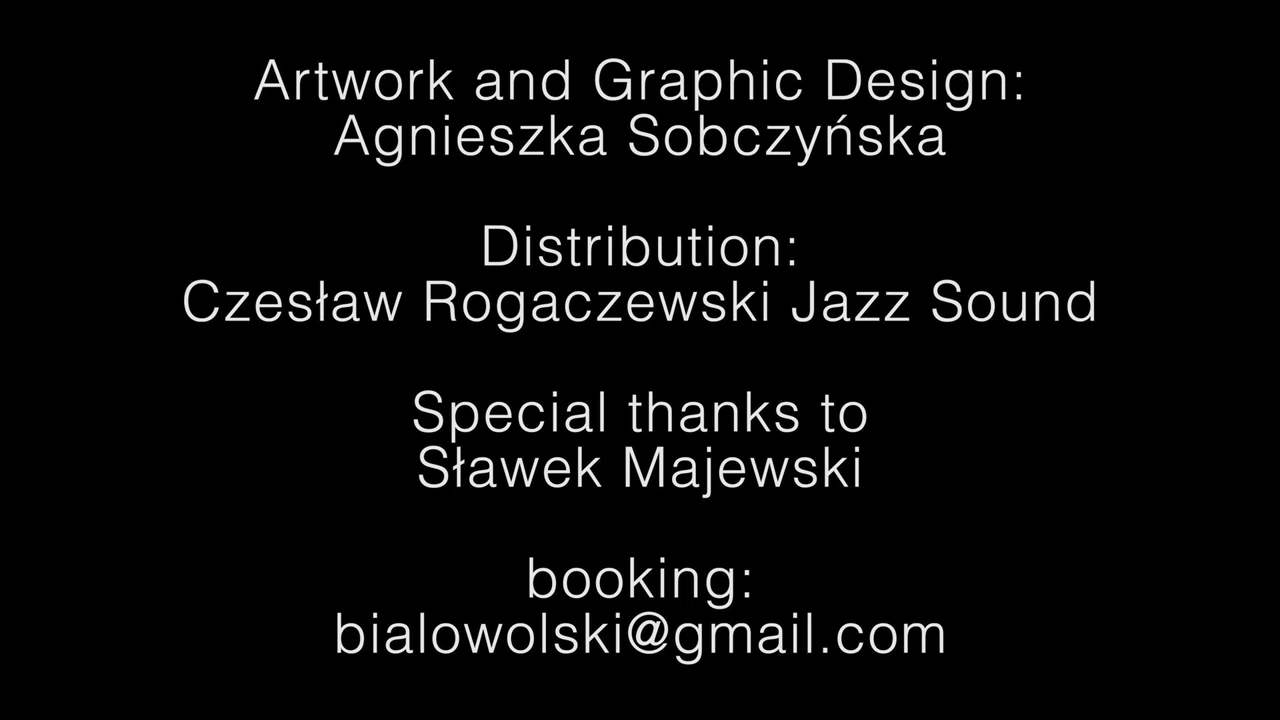 Artwork and Graphic Design:
Agnieszka Sobczyńska
Distribution:
Czesław Rogaczewski Jazz Sound
Special thanks to
Sławek Majewski
booking:
bialowolski@gmail.com